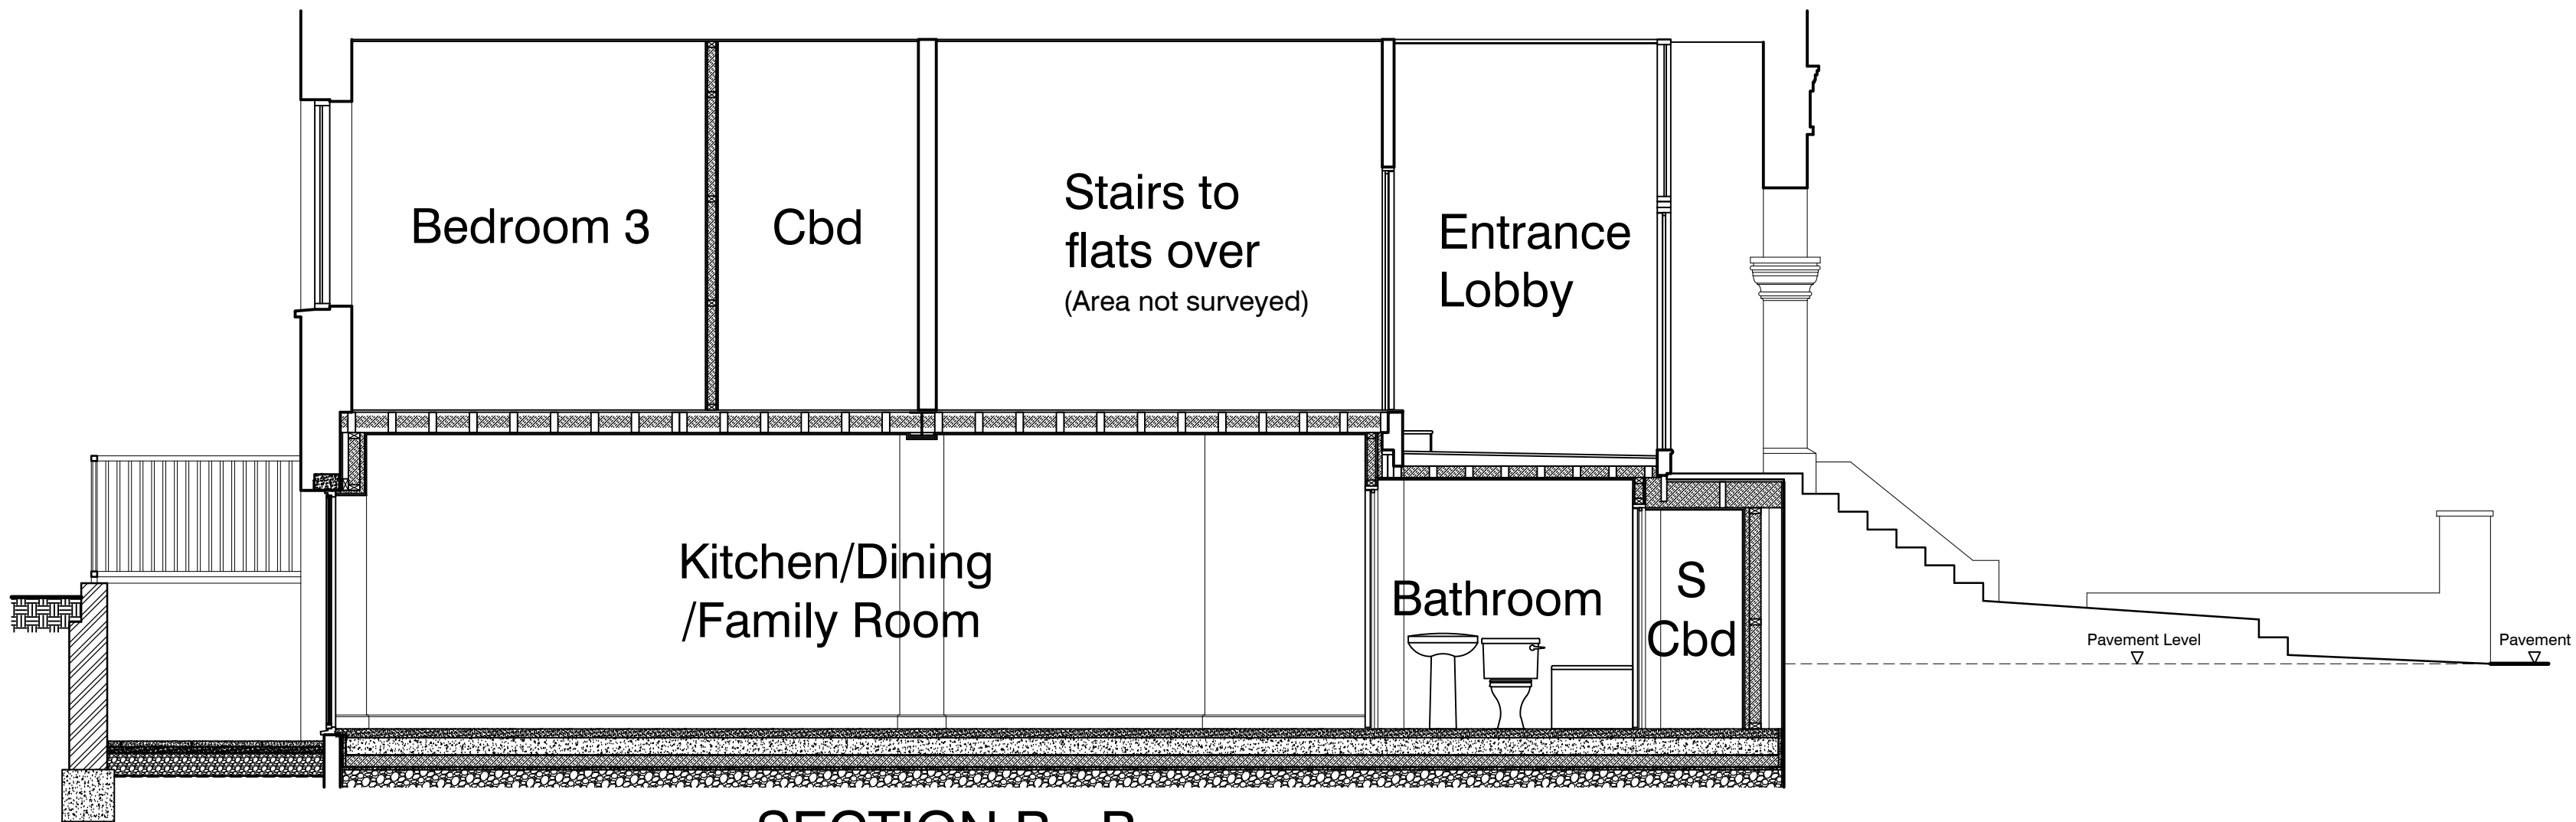 Bedroom 3
Cbd
Stairs to
flats over
(Area not surveyed)
Entrance
Lobby
Kitchen/Dining
/Family Room
Bathroom
S
Cbd
Pavement Level
Pavement
SECTION B - B